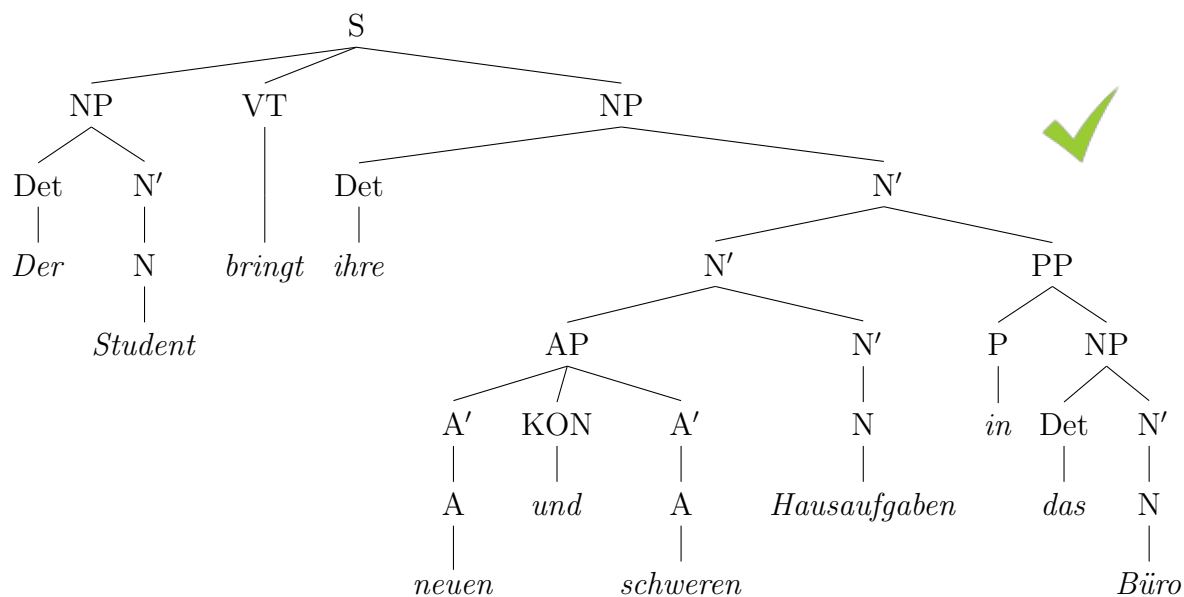 S
NP VT NP
Det N′ Det N′
Der N bringt ihre N′ PP
Student AP N′ P NP
A′ KON A′ N in Det N′
A und A Hausaufgaben das N
neuen schweren Büro